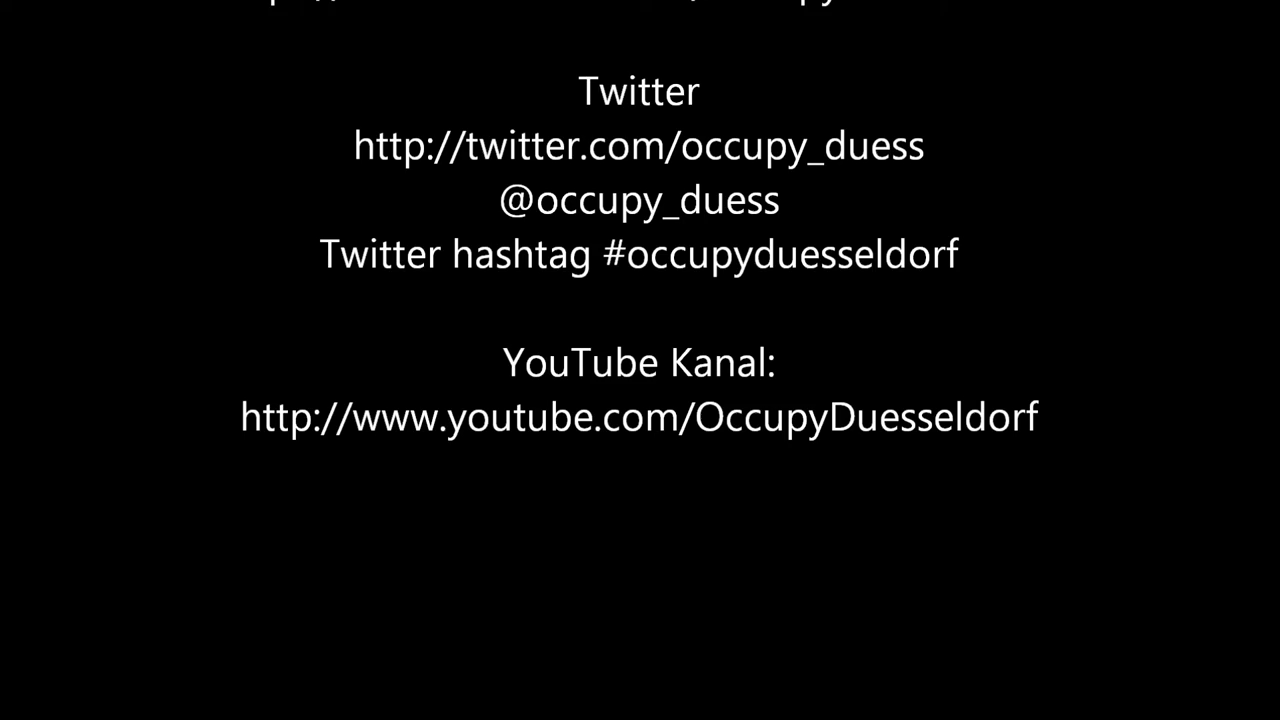 Twitter
http://twitter.com/occupy_duess
@occupy_duess
Twitter hashtag #occupyduesseldorf
YouTube Kanal:
http://www.youtube.com/OccupyDuesseldorf